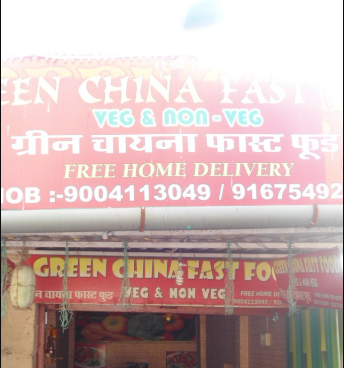 EEN CHINA FAST
VEG & NON-VEG
ग्रीन चायना फास्ट फूड
FREE HOME DELIVERY
MOB :-9004113049 / 91675492
GREEN CHINA FAST FOO
ग्रीन चायना फास्ट फुड VEG & NON VEG